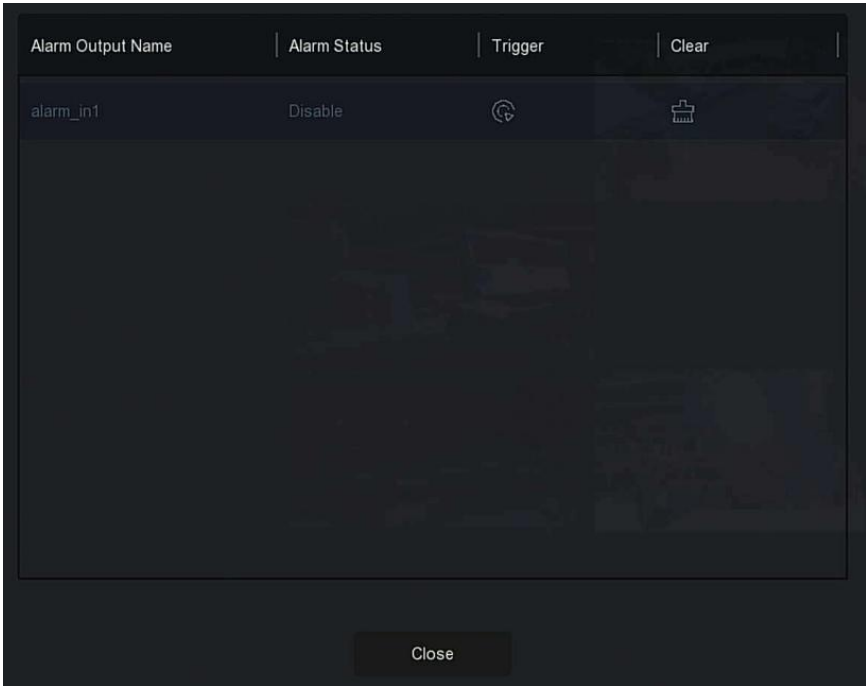 Alarm Output Name Alarm Status Trigger Clear
alarm_in1 Disable
Close